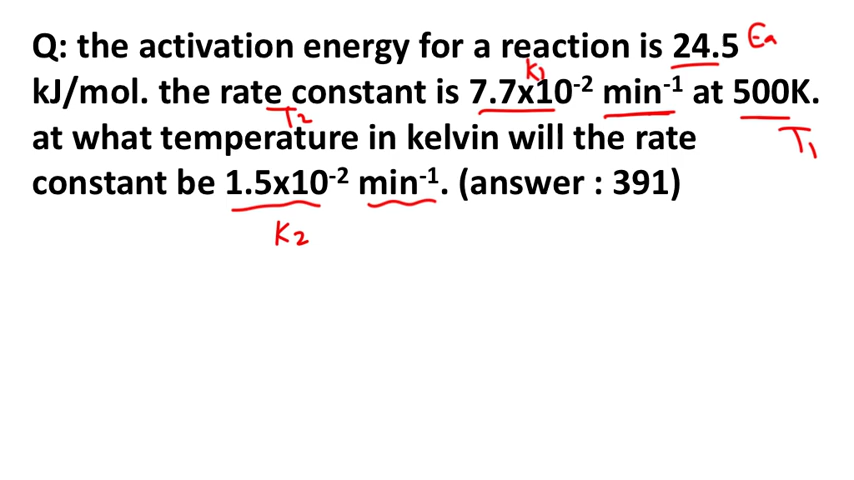 Q: the activation energy for a reaction is 24.5 Ea
K1
kJ/mol. the rate constant is 7.7x10⁻² min⁻¹ at 500K.
T2
T1
at what temperature in kelvin will the rate
constant be 1.5x10⁻² min⁻¹. (answer : 391)
K2